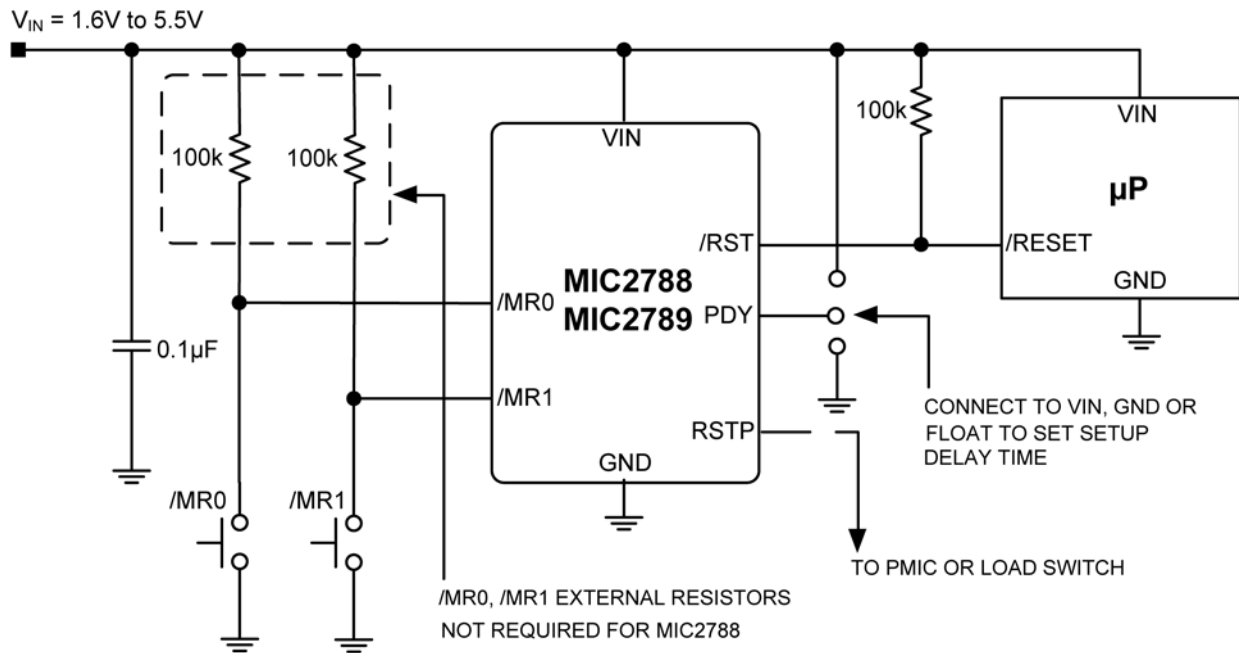 V_IN = 1.6V to 5.5V
100k
100k
100k
0.1µF
VIN
/RST
MIC2788
MIC2789
/MR0
PDY
/MR1
RSTP
GND
VIN
µP
/RESET
GND
/MR0
/MR1
CONNECT TO VIN, GND OR
FLOAT TO SET SETUP
DELAY TIME
TO PMIC OR LOAD SWITCH
/MR0, /MR1 EXTERNAL RESISTORS
NOT REQUIRED FOR MIC2788